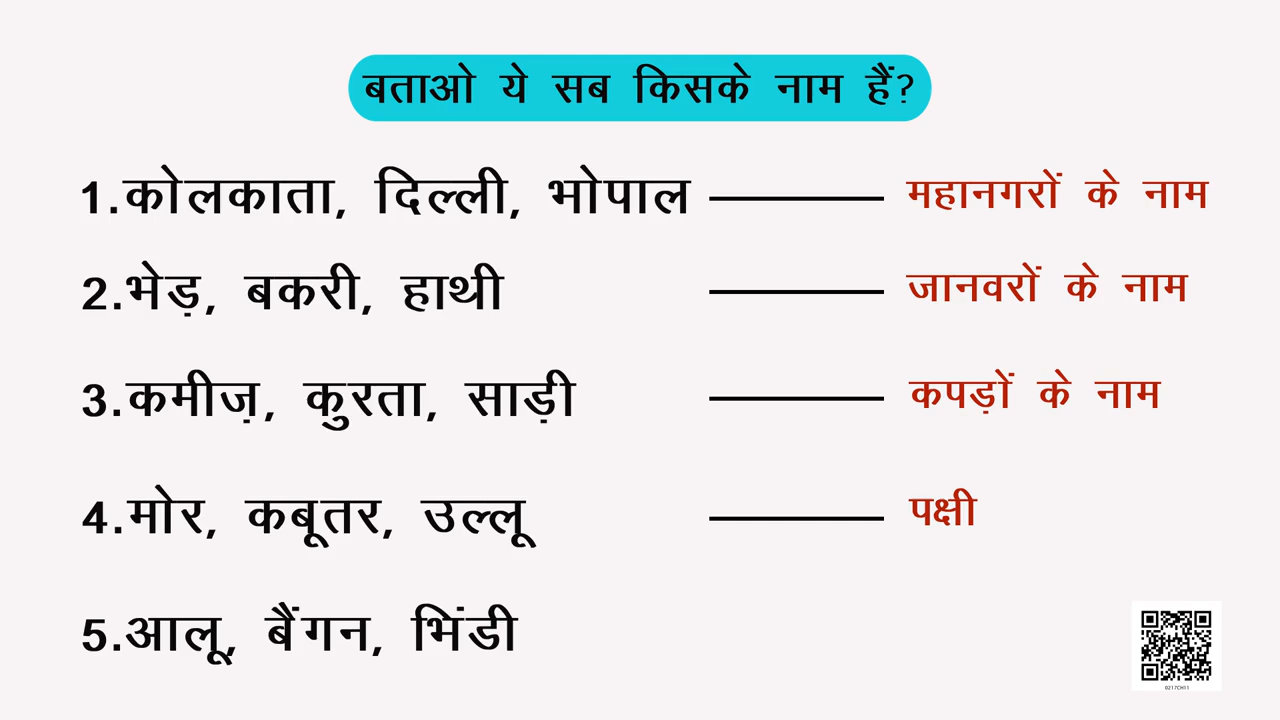 बताओ ये सब किसके नाम हैं?
1.कोलकाता, दिल्ली, भोपाल ——— महानगरों के नाम
2.भेड़, बकरी, हाथी ——— जानवरों के नाम
3.कमीज़, कुरता, साड़ी ——— कपड़ों के नाम
4.मोर, कबूतर, उल्लू ——— पक्षी
5.आलू, बैंगन, भिंडी
0217CH11